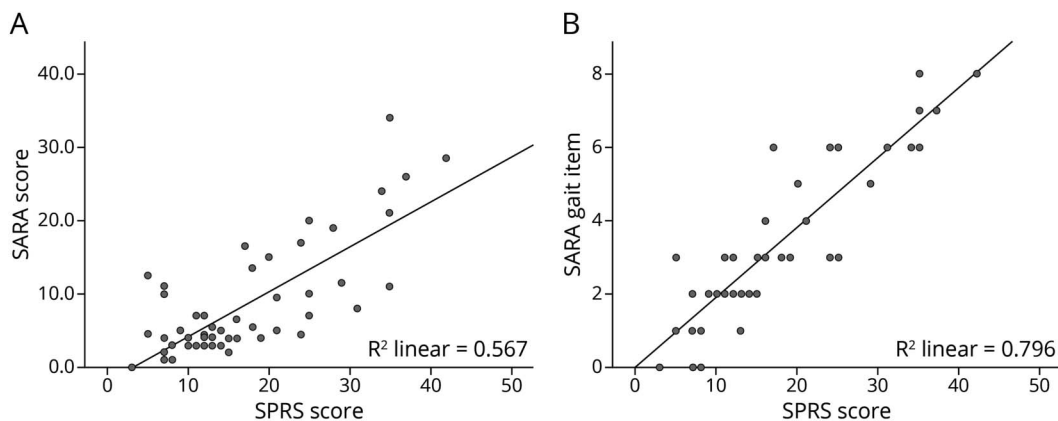 A
40.0
30.0
20.0
10.0
0.0
SARA score
0 10 20 30 40 50
SPRS score
R² linear = 0.567
B
8
6
4
2
0
SARA gait item
0 10 20 30 40 50
SPRS score
R² linear = 0.796